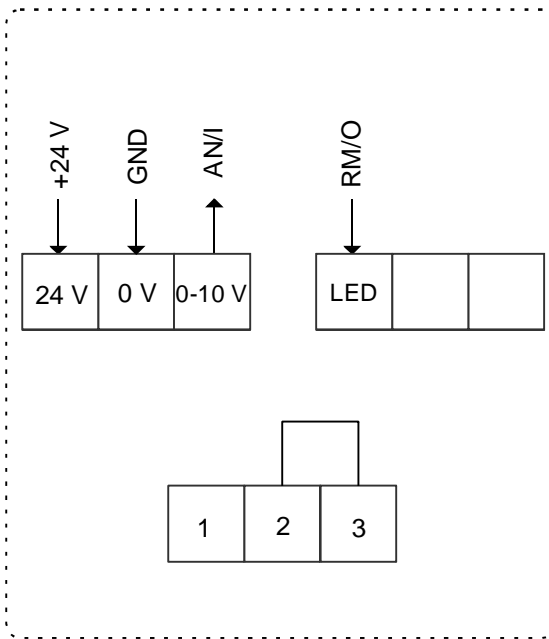 +24 V
GND
AN/I
RM/O
24 V
0 V
0-10 V
LED
1
2
3